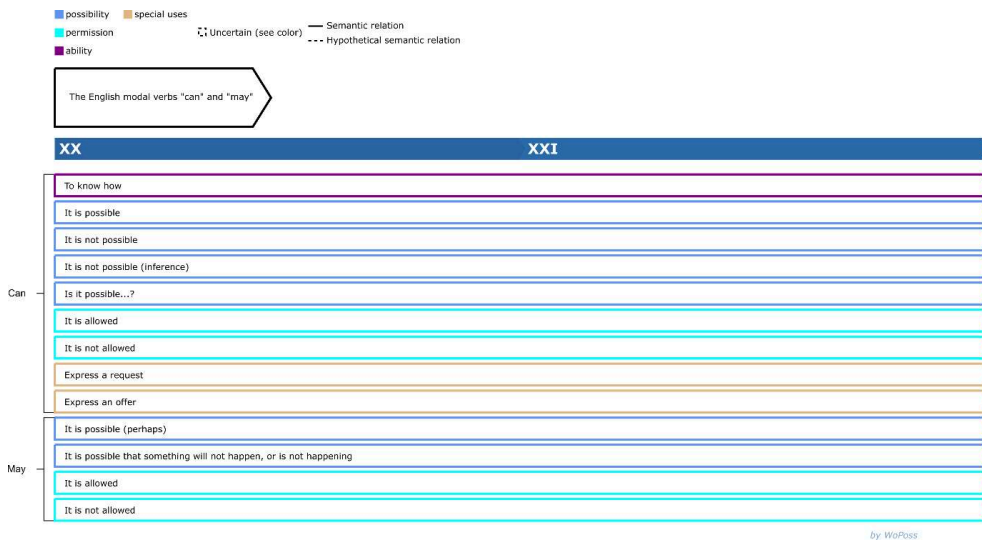 possibility special uses
permission Uncertain (see color) Semantic relation
Hypothetical semantic relation
ability
The English modal verbs "can" and "may"
XX XXI
Can
To know how
It is possible
It is not possible
It is not possible (inference)
Is it possible...?
It is allowed
It is not allowed
Express a request
Express an offer
May
It is possible (perhaps)
It is possible that something will not happen, or is not happening
It is allowed
It is not allowed
by WoPoss